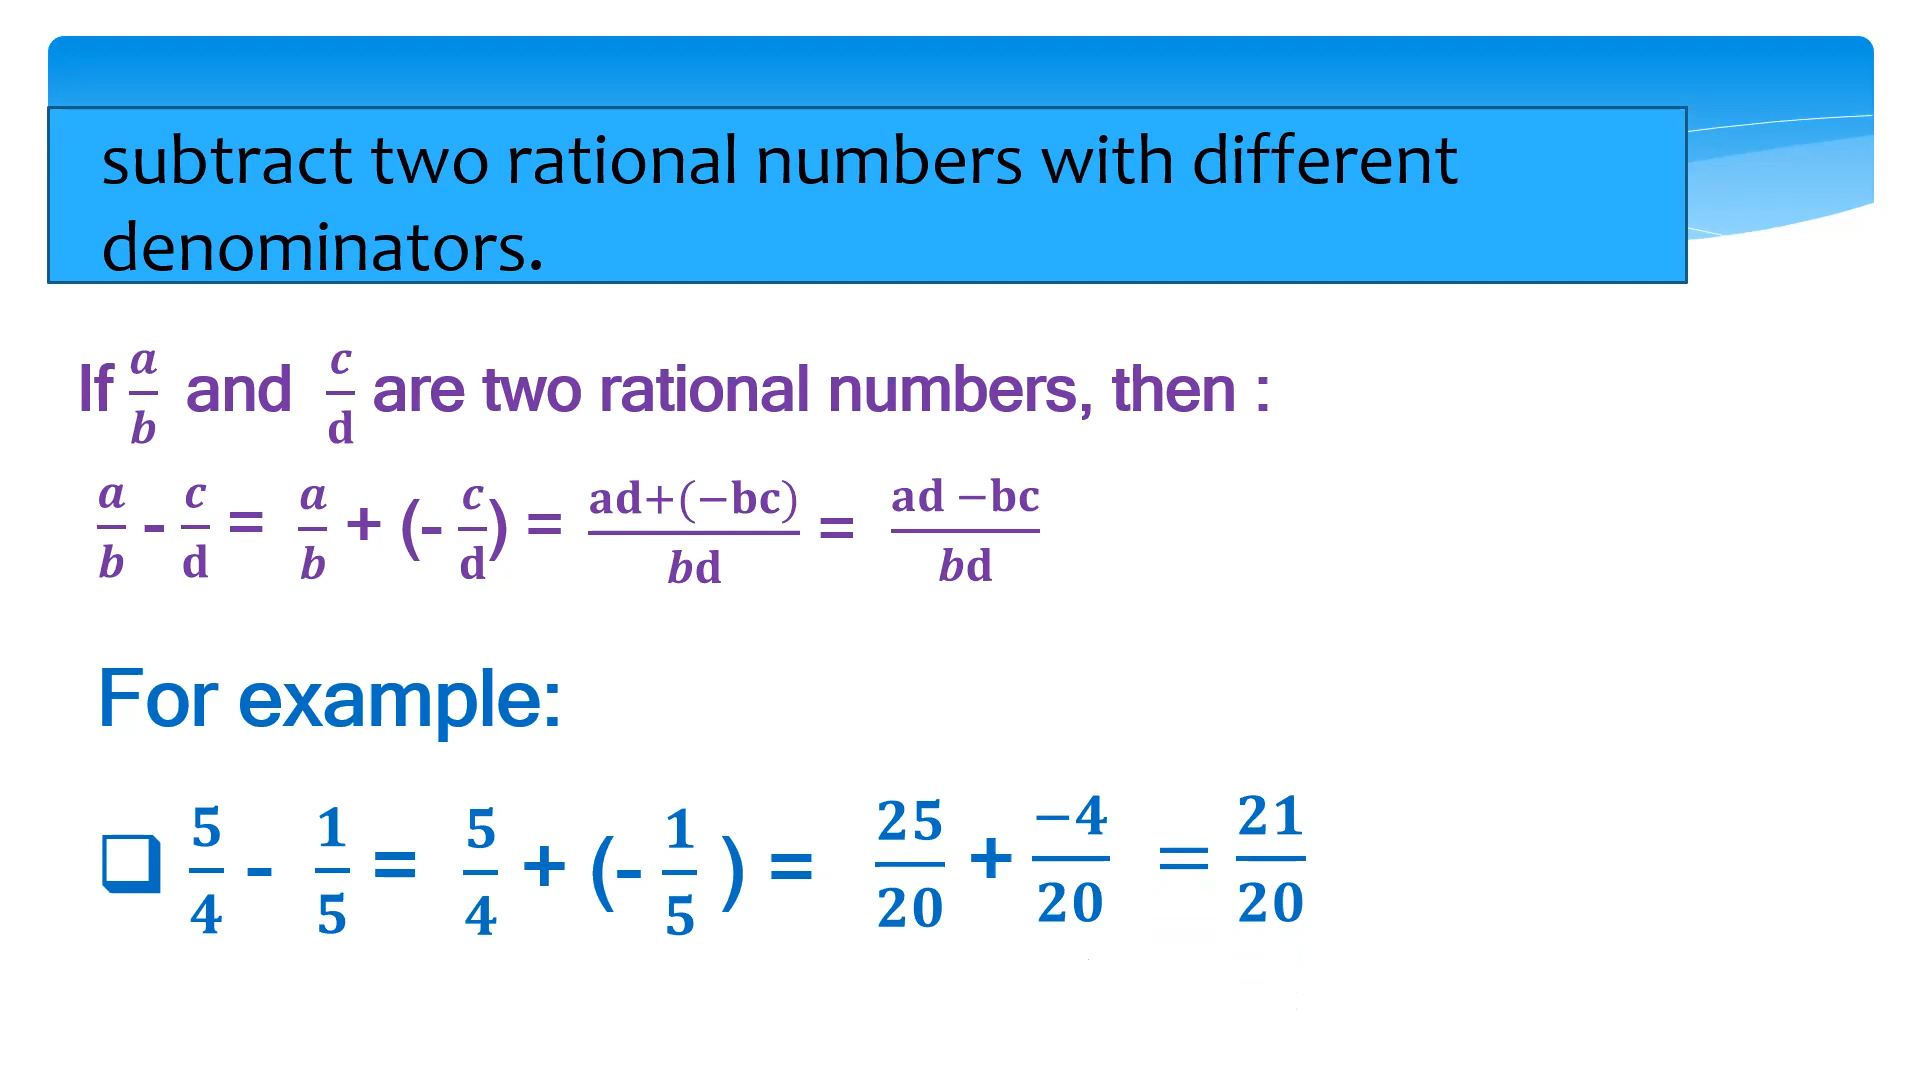 subtract two rational numbers with different
denominators.
If a/b and c/d are two rational numbers, then :
a/b - c/d = a/b + (- c/d) = ad+(−bc)/bd = ad −bc/bd
For example:
❑ 5/4 - 1/5 = 5/4 + (- 1/5 ) = 25/20 + −4/20 = 21/20